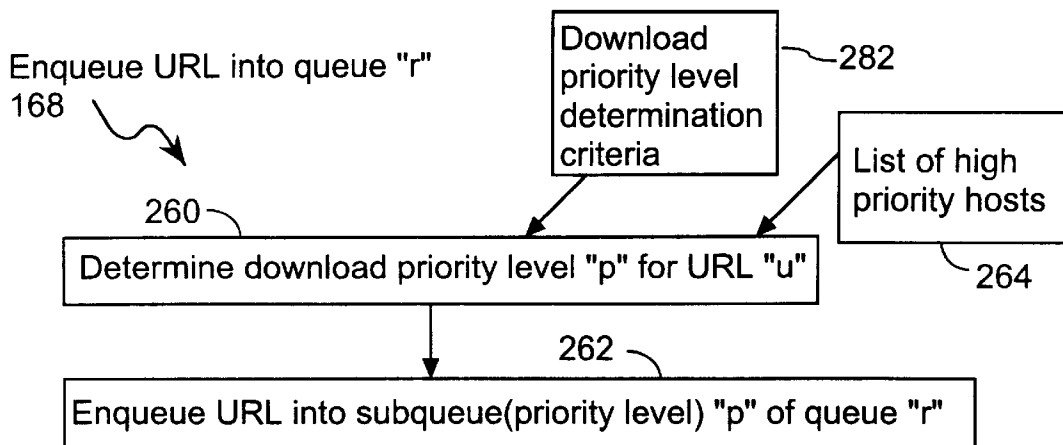 Enqueue URL into queue "r"
168
Download
priority level
determination
criteria
282
List of high
priority hosts
264
260
Determine download priority level "p" for URL "u"
262
Enqueue URL into subqueue(priority level) "p" of queue "r"